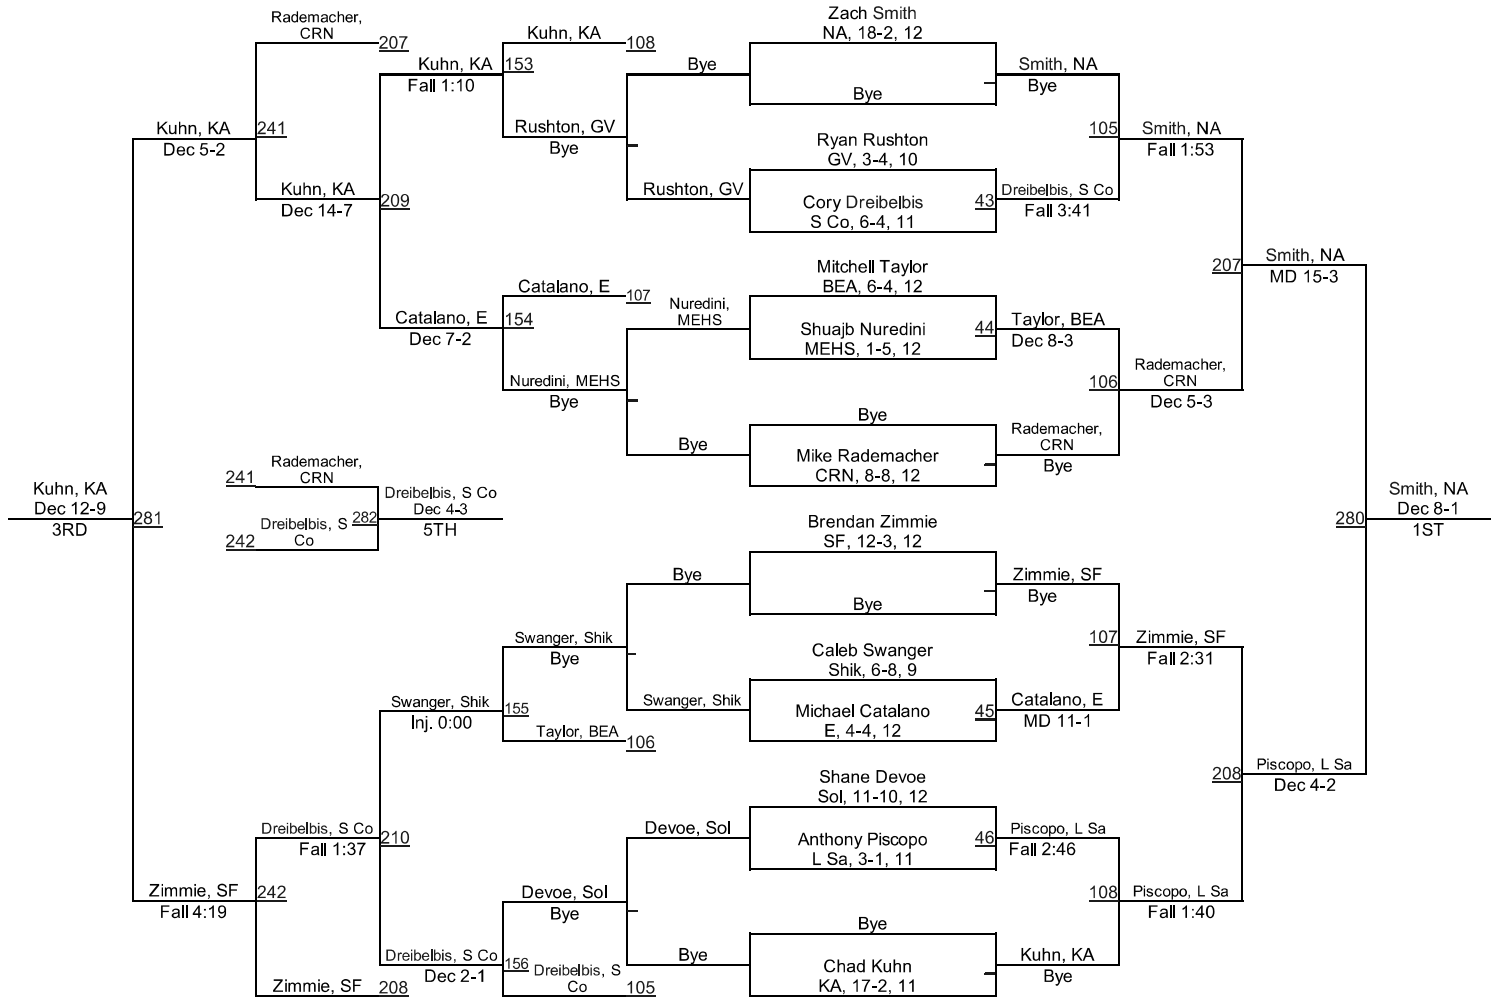 Zach Smith
NA, 18-2, 12
Rademacher,
CRN
207
Kuhn, KA
108
Kuhn, KA
153
Fall 1:10
Bye
Smith, NA
Bye
Bye
Kuhn, KA
241
Dec 5-2
Rushton, GV
Bye
Ryan Rushton
GV, 3-4, 10
105
Smith, NA
Fall 1:53
Kuhn, KA
209
Dec 14-7
Rushton, GV
Cory Dreibelbis
S Co, 6-4, 11
43
Dreibelbis, S Co
Fall 3:41
Mitchell Taylor
BEA, 6-4, 12
207
Smith, NA
MD 15-3
Catalano, E
107
Catalano, E
154
Dec 7-2
Nuredini,
MEHS
Shuajb Nuredini
MEHS, 1-5, 12
44
Taylor, BEA
Dec 8-3
Nuredini, MEHS
Bye
106
Rademacher,
CRN
Dec 5-3
Bye
Bye
Mike Rademacher
CRN, 8-8, 12
Rademacher,
CRN
Bye
241
Rademacher,
CRN
Kuhn, KA
Dec 12-9
3RD
281
242
Dreibelbis, S
Co
282
Dreibelbis, S Co
Dec 4-3
5TH
280
Smith, NA
Dec 8-1
1ST
Brendan Zimmie
SF, 12-3, 12
Bye
Bye
Zimmie, SF
Bye
Swanger, Shik
Bye
Caleb Swanger
Shik, 6-8, 9
107
Zimmie, SF
Fall 2:31
Swanger, Shik
155
Inj. 0:00
Taylor, BEA
106
Swanger, Shik
Michael Catalano
E, 4-4, 12
45
Catalano, E
MD 11-1
Shane Devoe
Sol, 11-10, 12
208
Piscopo, L Sa
Dec 4-2
Dreibelbis, S Co
210
Fall 1:37
Devoe, Sol
Anthony Piscopo
L Sa, 3-1, 11
46
Piscopo, L Sa
Fall 2:46
Zimmie, SF
242
Fall 4:19
Devoe, Sol
Bye
108
Piscopo, L Sa
Fall 1:40
Bye
Dreibelbis, S Co
156
Dec 2-1
Dreibelbis, S
Co
105
Bye
Chad Kuhn
KA, 17-2, 11
Kuhn, KA
Bye
Zimmie, SF
208